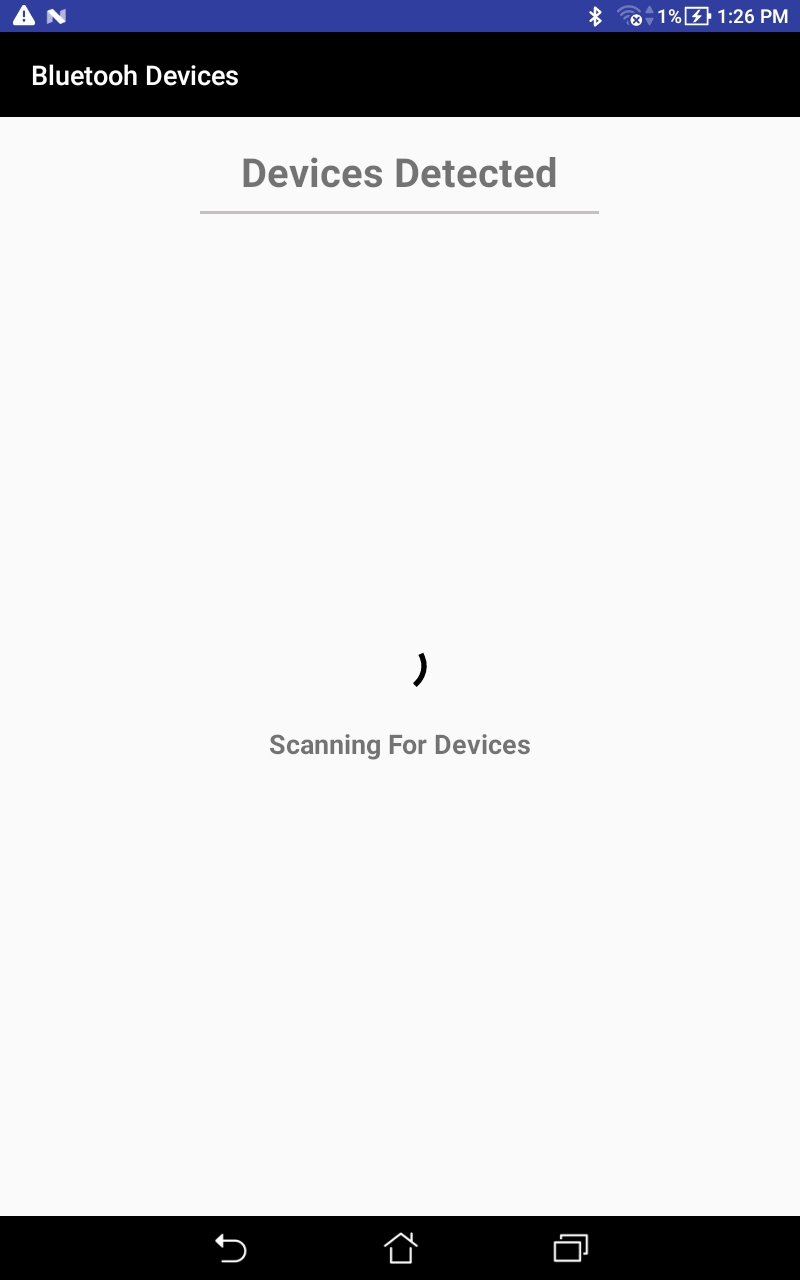 1% 1:26 PM
Bluetooh Devices
Devices Detected
Scanning For Devices